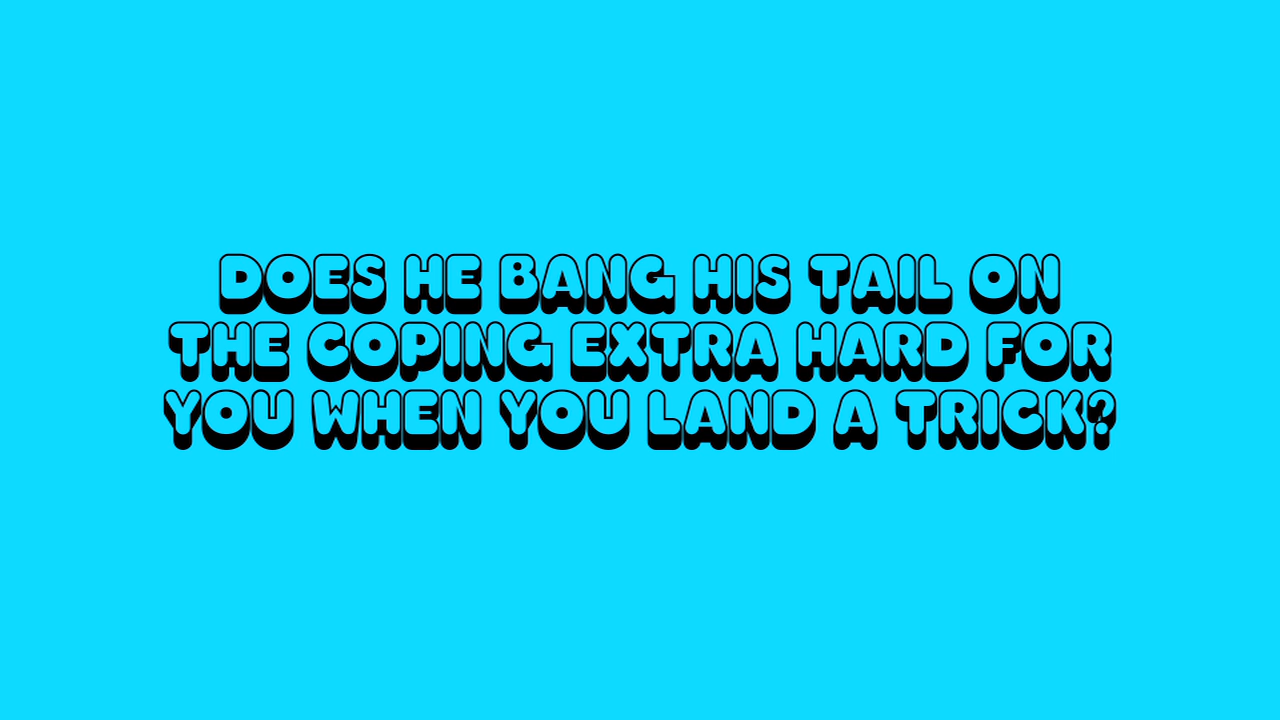 DOES HE BANG HIS TAIL ON
THE COPING EXTRA HARD FOR
YOU WHEN YOU LAND A TRICK?